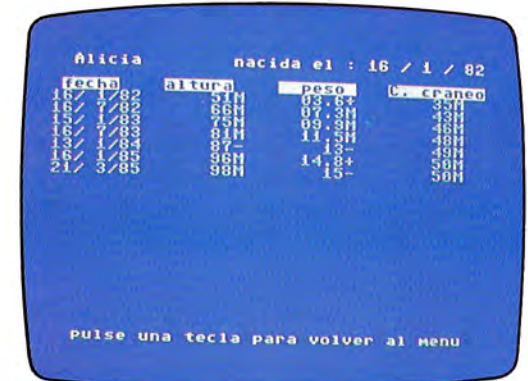 Alicia nacida el : 16 / 1 / 82
fecha altura peso C. craneo
16/ 1/82 51M 03.6+ 35M
16/ 7/82 66M 07.3M 43M
15/ 1/83 75M 09.8M 46M
16/ 7/83 81M 11.5M 48M
13/ 1/84 87- 13- 49M
16/ 1/85 96M 14.8+ 50M
21/ 3/85 98M 15- 50M
Pulse una tecla para volver al Menu